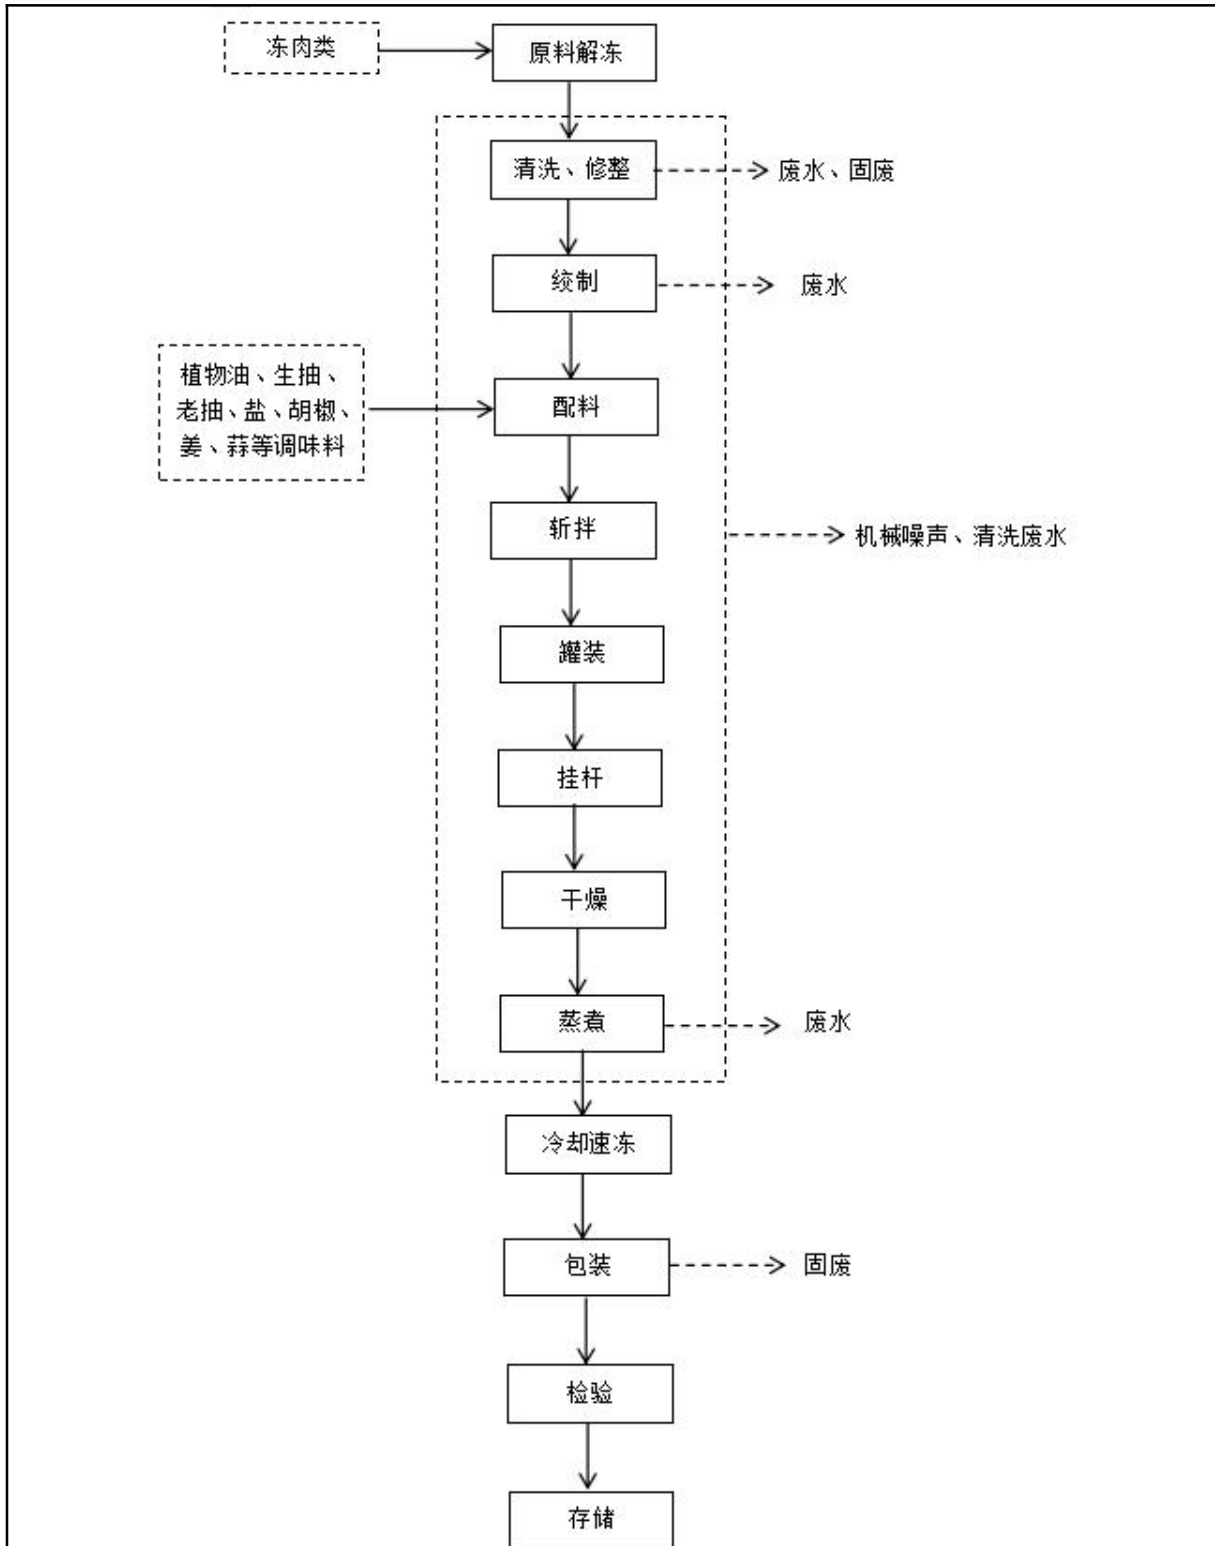 冻肉类
原料解冻
清洗、修整
废水、固废
绞制
废水
植物油、生抽、
老抽、盐、胡椒、
姜、蒜等调味料
配料
斩拌
机械噪声、清洗废水
罐装
挂杆
干燥
蒸煮
废水
冷却速冻
包装
固废
检验
存储